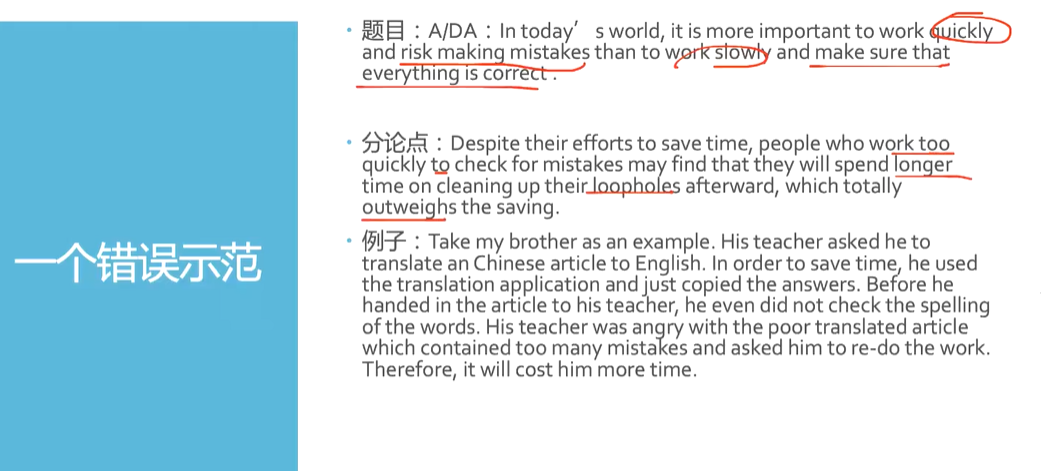 一个错误示范
• 题目：A/DA：In today’s world, it is more important to work quickly
and risk making mistakes than to work slowly and make sure that
everything is correct .
• 分论点：Despite their efforts to save time, people who work too
quickly to check for mistakes may find that they will spend longer
time on cleaning up their loopholes afterward, which totally
outweighs the saving.
• 例子：Take my brother as an example. His teacher asked he to
translate an Chinese article to English. In order to save time, he used
the translation application and just copied the answers. Before he
handed in the article to his teacher, he even did not check the spelling
of the words. His teacher was angry with the poor translated article
which contained too many mistakes and asked him to re-do the work.
Therefore, it will cost him more time.